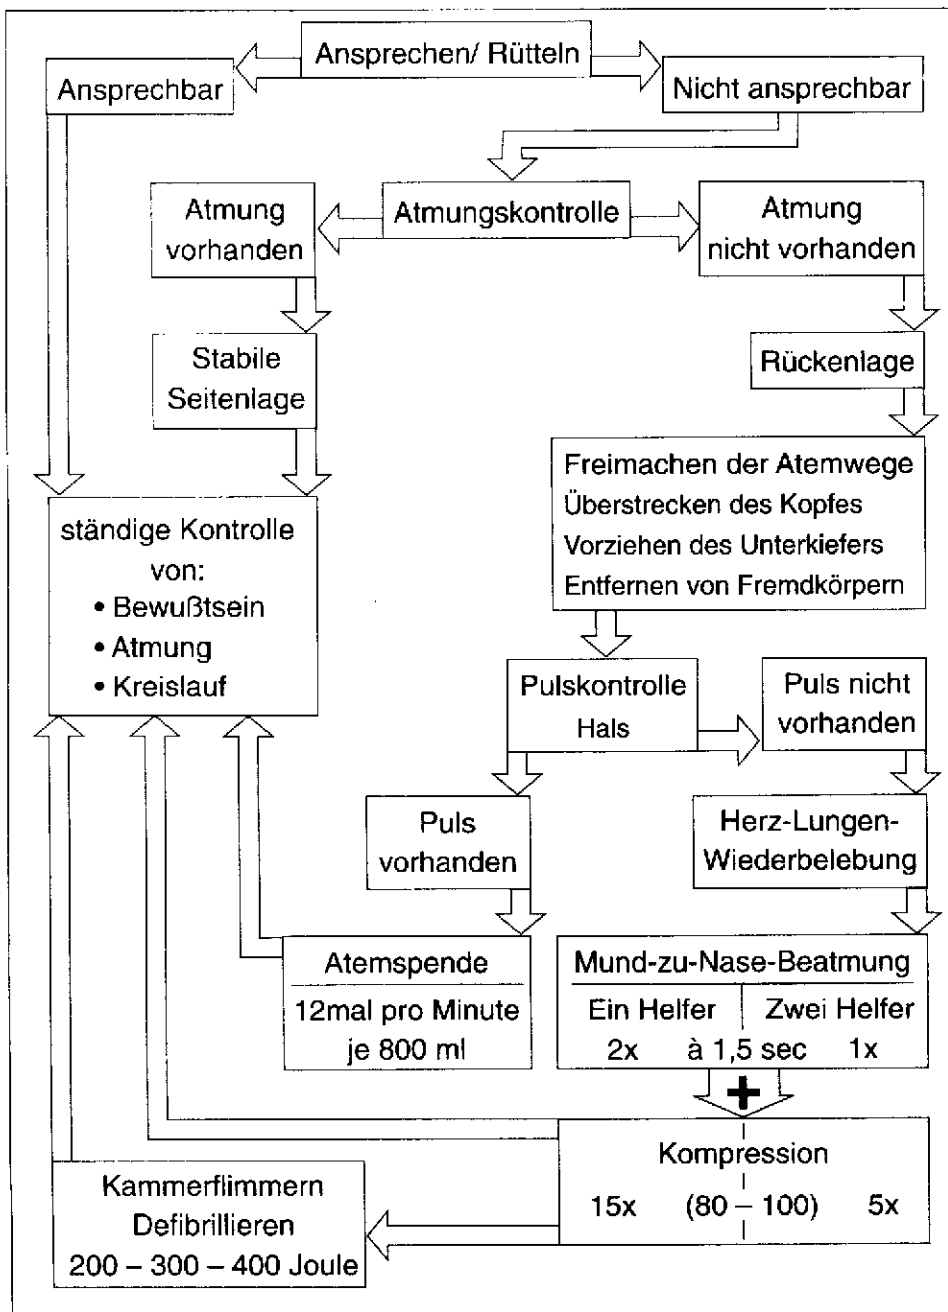 Ansprechen/ Rütteln
Ansprechbar
Nicht ansprechbar
Atmung
vorhanden
Atmungskontrolle
Atmung
nicht vorhanden
Stabile
Seitenlage
Rückenlage
Freimachen der Atemwege
Überstrecken des Kopfes
Vorziehen des Unterkiefers
Entfernen von Fremdkörpern
ständige Kontrolle
von:
• Bewußtsein
• Atmung
• Kreislauf
Pulskontrolle
Hals
Puls nicht
vorhanden
Puls
vorhanden
Herz-Lungen-
Wiederbelebung
Atemspende
12mal pro Minute
je 800 ml
Mund-zu-Nase-Beatmung
Ein Helfer Zwei Helfer
2x à 1,5 sec 1x
+
Kompression
15x (80 – 100) 5x
Kammerflimmern
Defibrillieren
200 – 300 – 400 Joule